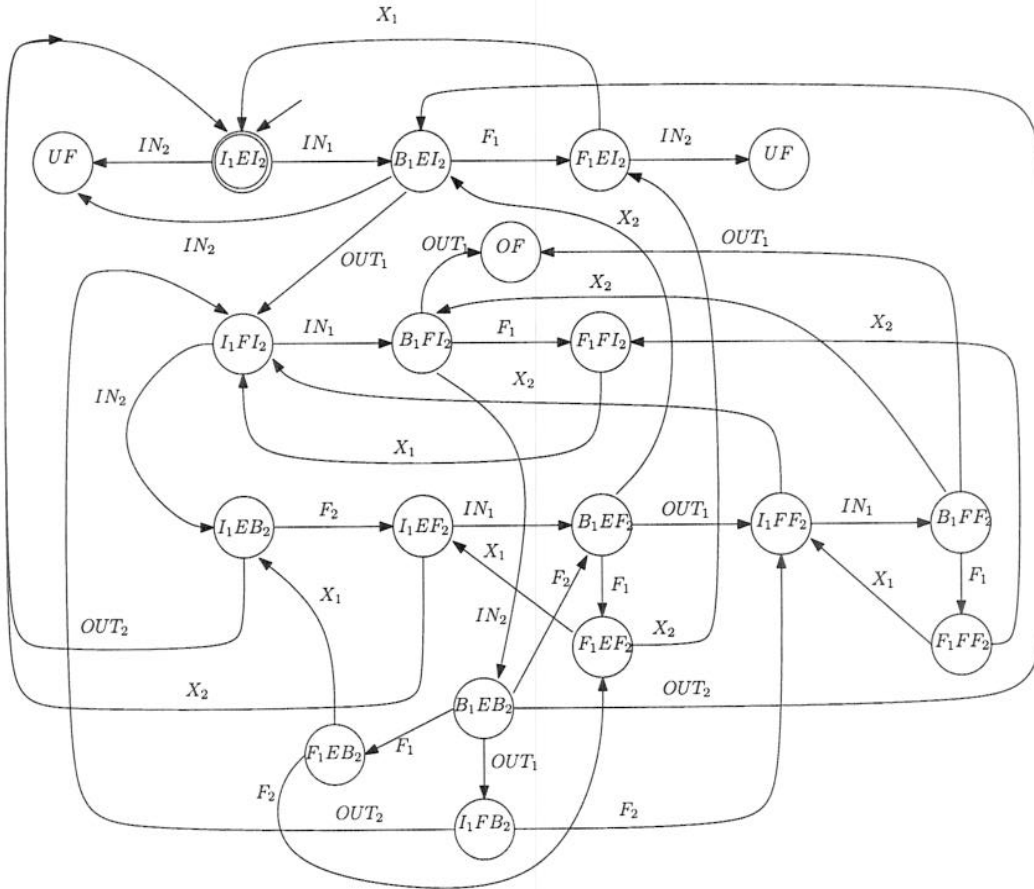 X₁
UF
IN₂
I₁EI₂
IN₁
B₁EI₂
F₁
F₁EI₂
IN₂
UF
X₂
IN₂
OUT₁
OUT₁
OF
OUT₁
X₂
I₁FI₂
IN₁
B₁FI₂
F₁
F₁FI₂
X₂
X₂
IN₂
X₁
I₁EB₂
F₂
I₁EF₂
IN₁
B₁EF₂
OUT₁
I₁FF₂
IN₁
B₁FF₂
X₁
F₂
F₁
X₁
F₁
X₁
IN₂
OUT₂
F₁EF₂
X₂
F₁FF₂
X₂
B₁EB₂
OUT₂
F₁EB₂
F₁
OUT₁
F₂
OUT₂
I₁FB₂
F₂